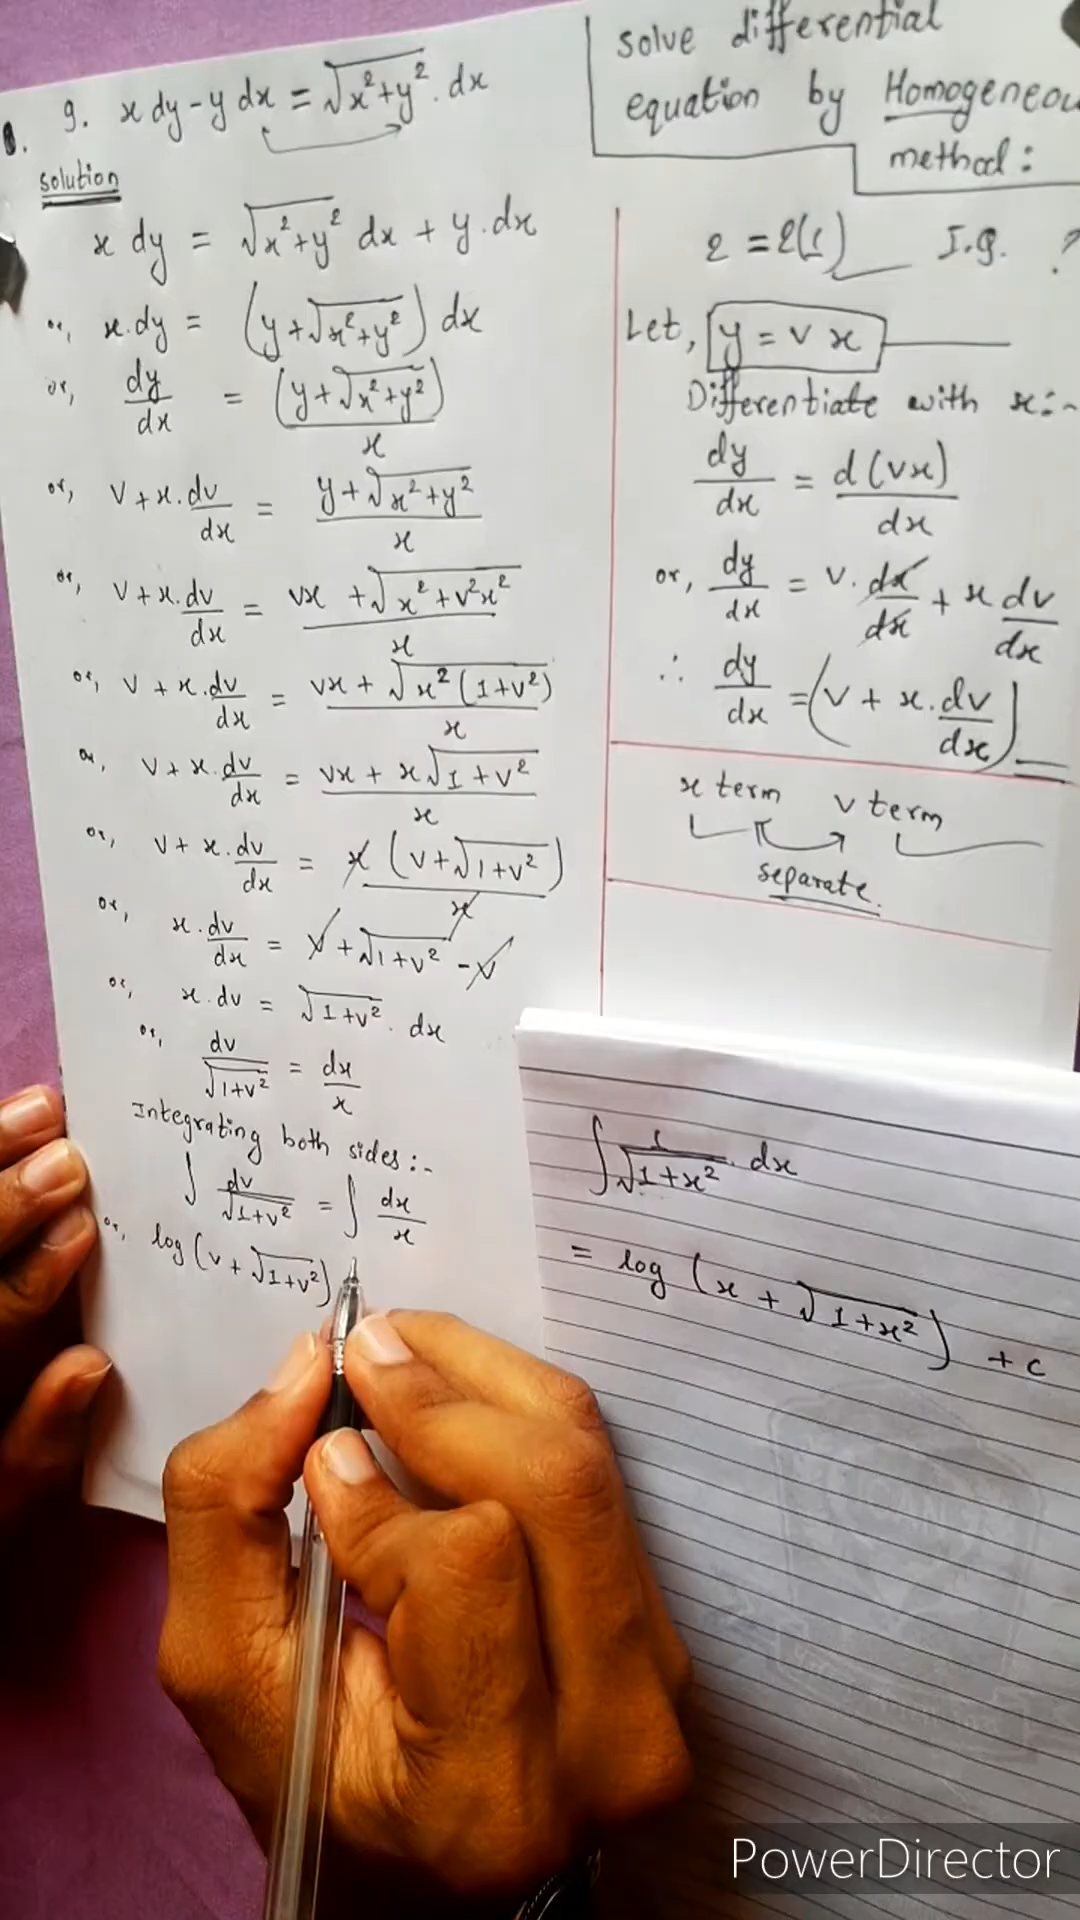 solve differential
equation by Homogeneou
method:
9. x dy - y dx = √x²+y² . dx
solution
x dy = √x²+y² dx + y.dx
or, x.dy = (y+√x²+y²) dx
or, dy/dx = (y+√x²+y²)/x
or, v+x.dv/dx = y+√x²+y²/x
or, v+x.dv/dx = vx +√x²+v²x²/x
or, v+x.dv/dx = vx+√x²(1+v²)/x
or, v+x.dv/dx = vx+x√1+v²/x
or, v+x.dv/dx = x(v+√1+v²)/x
or, x.dv/dx = v+√1+v² -v
or, x.dv = √1+v² . dx
or, dv/√1+v² = dx/x
Integrating both sides:-
∫ dv/√1+v² = ∫ dx/x
or, log(v+√1+v²)
2 = 2(1) I.g. ?
Let, y = v x
Differentiate with x:-
dy/dx = d(vx)/dx
or, dy/dx = v.dx/dx + x dv/dx
∴ dy/dx = (v + x.dv/dx)
x term v term
separate.
∫ 1/√1+x² . dx
= log (x + √1+x²) + c
PowerDirector